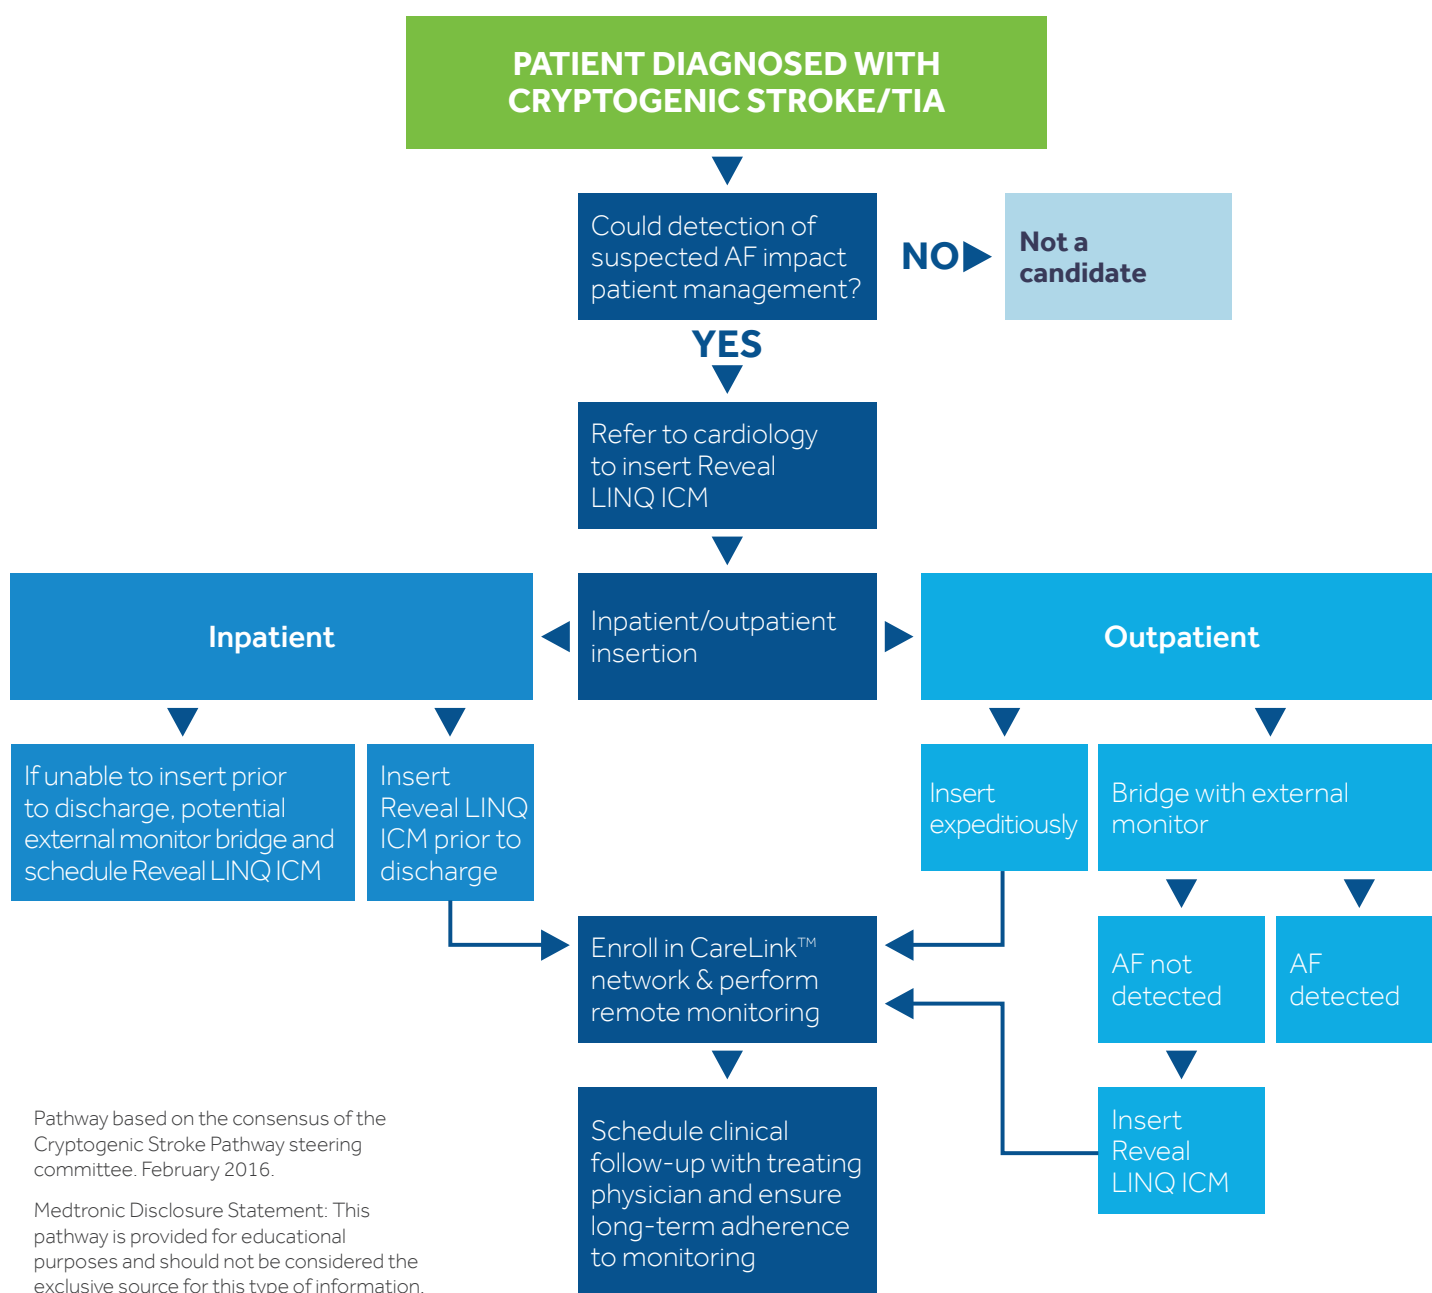 PATIENT DIAGNOSED WITH
CRYPTOGENIC STROKE/TIA
Could detection of
suspected AF impact
patient management?
NO
Not a
candidate
YES
Refer to cardiology
to insert Reveal
LINQ ICM
Inpatient
Inpatient/outpatient
insertion
Outpatient
If unable to insert prior
to discharge, potential
external monitor bridge and
schedule Reveal LINQ ICM
Insert
Reveal LINQ
ICM prior to
discharge
Insert
expeditiously
Bridge with external
monitor
Enroll in CareLink™
network & perform
remote monitoring
AF not
detected
AF
detected
Insert
Reveal
LINQ ICM
Schedule clinical
follow-up with treating
physician and ensure
long-term adherence
to monitoring
Pathway based on the consensus of the
Cryptogenic Stroke Pathway steering
committee. February 2016.
Medtronic Disclosure Statement: This
pathway is provided for educational
purposes and should not be considered the
exclusive source for this type of information.